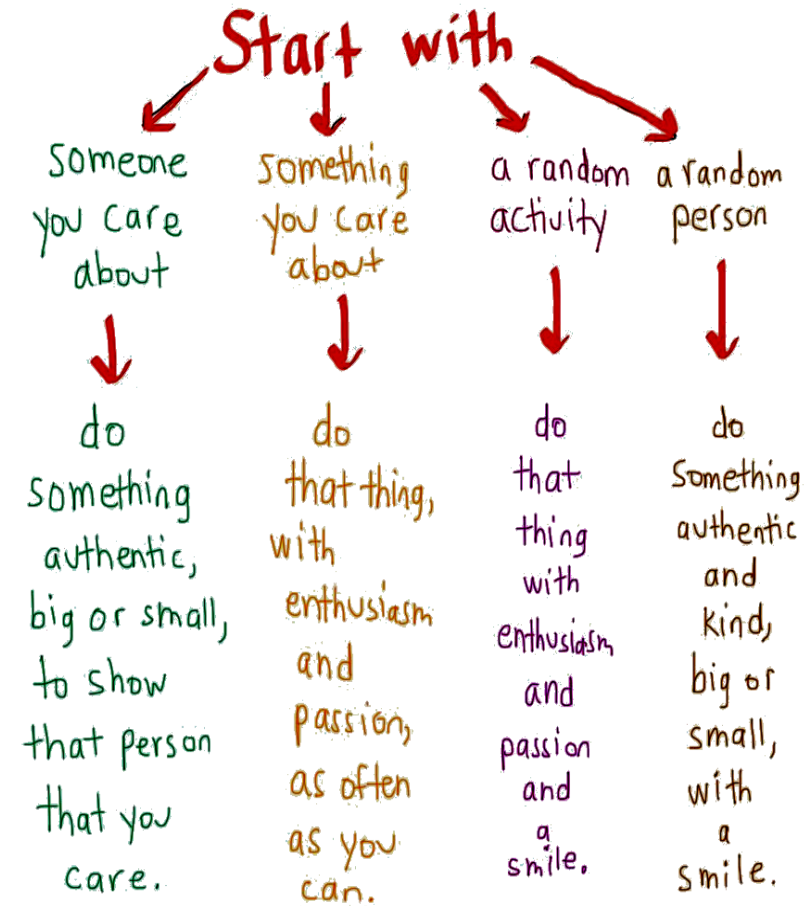 Start with
someone
you care
about
do
something
authentic,
big or small,
to show
that person
that you
care.
something
you care
about
do
that thing,
with
enthusiasm
and
passion,
as often
as you
can.
a random
activity
do
that
thing
with
enthusiasm
and
passion
and
a
smile.
a random
person
do
something
authentic
and
kind,
big or
small,
with
a
smile.